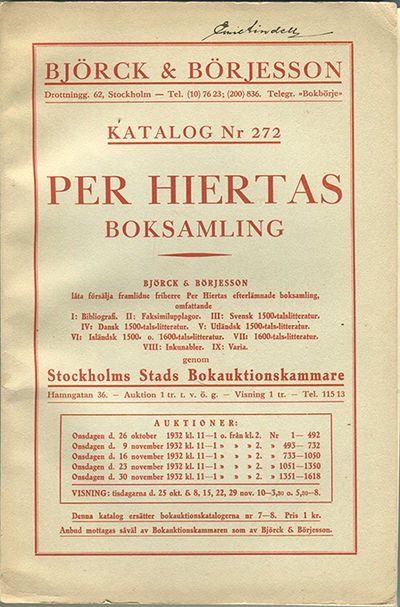 Emil Lindell
BJÖRCK & BÖRJESSON
Drottningg. 62, Stockholm — Tel. (10) 76 23; (200) 836. Telegr. »Bokbörje»
KATALOG Nr 272
PER HIERTAS
BOKSAMLING
BJÖRCK & BÖRJESSON
låta försälja framlidne friherre Per Hiertas efterlämnade boksamling,
omfattande
I: Bibliografi. II: Faksimilupplagor. III: Svensk 1500-talslitteratur.
IV: Dansk 1500-talslitteratur. V: Utländsk 1500-talslitteratur.
VI: Isländsk 1500- o. 1600-talslitteratur. VII: 1600-talslitteratur.
VIII: Inkunabler. IX: Varia.
genom
Stockholms Stads Bokauktionskammare
Hamngatan 36. — Auktion 1 tr. t. v. ö. g. — Visning 1 tr. — Tel. 115 13
AUKTIONER:
Onsdagen d. 26 oktober 1932 kl. 11—1 o. från kl. 2. Nr 1— 492
Onsdagen d. 9 november 1932 kl. 11—1 » » » 2. » 493— 732
Onsdagen d. 16 november 1932 kl. 11—1 » » » 2. » 733—1050
Onsdagen d. 23 november 1932 kl. 11—1 » » » 2. » 1051—1350
Onsdagen d. 30 november 1932 kl. 11—1 » » » 2. » 1351—1618
VISNING: tisdagarna d. 25 okt. & 8, 15, 22, 29 nov. 10—3,30 o. 5,30—8.
Denna katalog ersätter bokauktionskatalogerna nr 7—8. Pris 1 kr.
Anbud mottagas såväl av Bokauktionskammaren som av Björck & Börjesson.